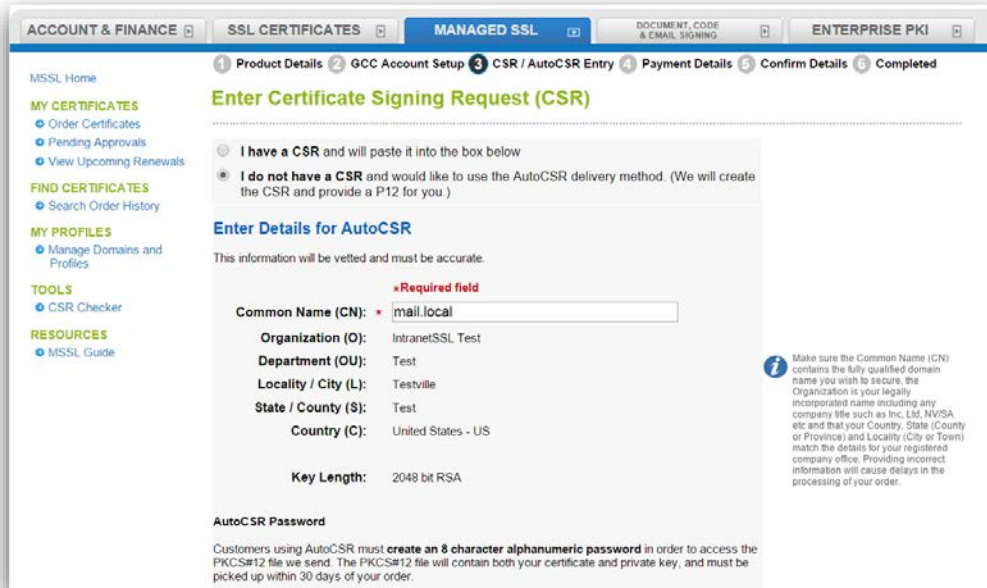 ACCOUNT & FINANCE
SSL CERTIFICATES
MANAGED SSL
DOCUMENT, CODE
& EMAIL SIGNING
ENTERPRISE PKI
1 Product Details 2 GCC Account Setup 3 CSR / AutoCSR Entry 4 Payment Details 5 Confirm Details 6 Completed
MSSL Home
MY CERTIFICATES
Order Certificates
Pending Approvals
View Upcoming Renewals
FIND CERTIFICATES
Search Order History
MY PROFILES
Manage Domains and
Profiles
TOOLS
CSR Checker
RESOURCES
MSSL Guide
Enter Certificate Signing Request (CSR)
I have a CSR and will paste it into the box below
I do not have a CSR and would like to use the AutoCSR delivery method. (We will create
the CSR and provide a P12 for you.)
Enter Details for AutoCSR
This information will be vetted and must be accurate.
*Required field
Common Name (CN): * mail.local
Organization (O): IntranetSSL Test
Department (OU): Test
Locality / City (L): Testville
State / County (S): Test
Country (C): United States - US
Key Length: 2048 bit RSA
i
Make sure the Common Name (CN)
contains the fully qualified domain
name you wish to secure, the
Organization is your legally
incorporated name including any
company title such as Inc, Ltd, NV/SA
etc and that your Country, State (County
or Province) and Locality (City or Town)
match the details for your registered
company office. Providing incorrect
information will cause delays in the
processing of your order.
AutoCSR Password
Customers using AutoCSR must create an 8 character alphanumeric password in order to access the
PKCS#12 file we send. The PKCS#12 file will contain both your certificate and private key, and must be
picked up within 30 days of your order.